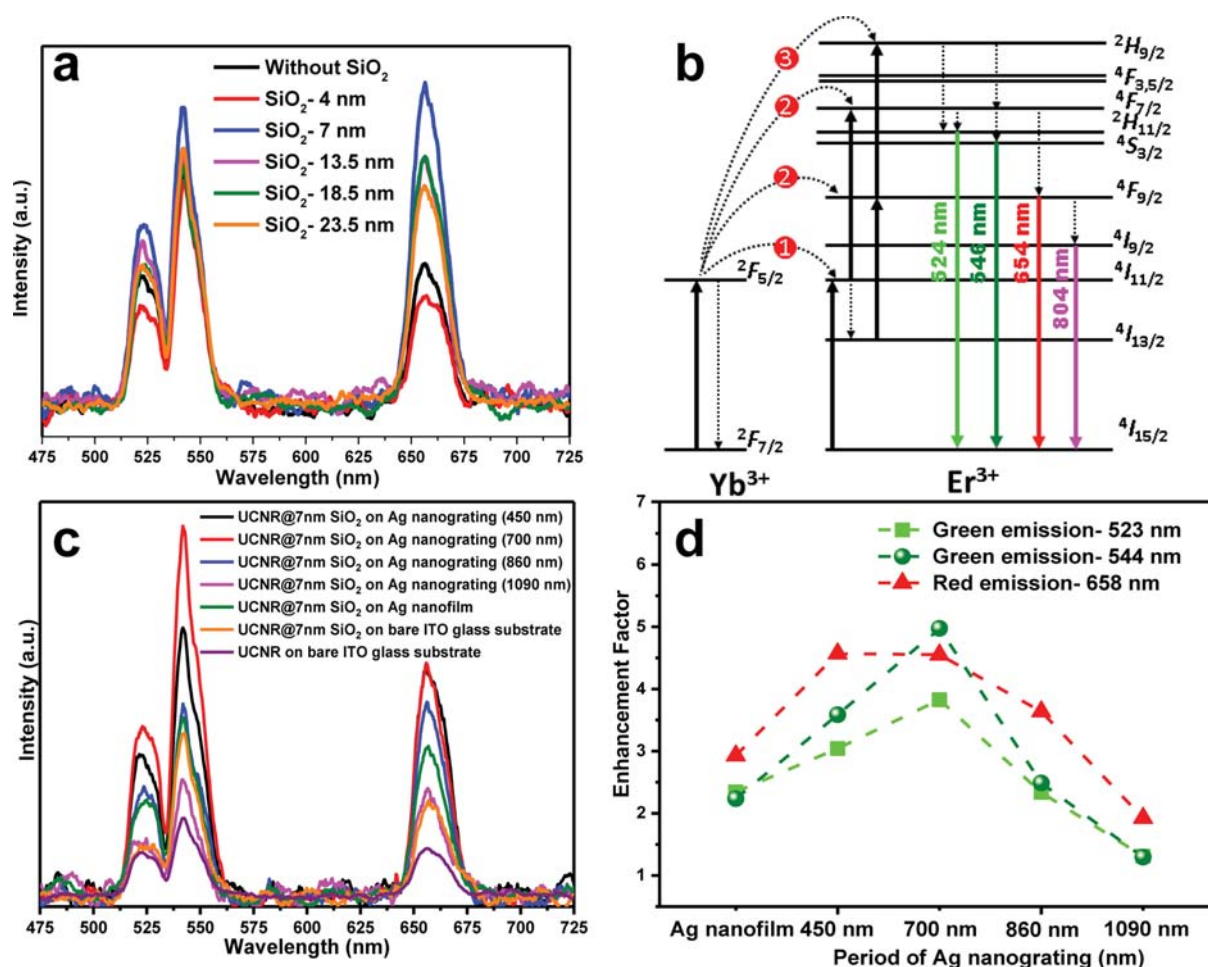 a
Without SiO₂
SiO₂- 4 nm
SiO₂- 7 nm
SiO₂- 13.5 nm
SiO₂- 18.5 nm
SiO₂- 23.5 nm
Intensity (a.u.)
475 500 525 550 575 600 625 650 675 700 725
Wavelength (nm)
b
3
2
2
1
²F₅/₂
²F₇/₂
Yb³⁺
²H₉/₂
⁴F₃,₅/₂
⁴F₇/₂
²H₁₁/₂
⁴S₃/₂
⁴F₉/₂
⁴I₉/₂
⁴I₁₁/₂
⁴I₁₃/₂
⁴I₁₅/₂
524 nm
546 nm
654 nm
804 nm
Er³⁺
c
UCNR@7nm SiO₂ on Ag nanograting (450 nm)
UCNR@7nm SiO₂ on Ag nanograting (700 nm)
UCNR@7nm SiO₂ on Ag nanograting (860 nm)
UCNR@7nm SiO₂ on Ag nanograting (1090 nm)
UCNR@7nm SiO₂ on Ag nanofilm
UCNR@7nm SiO₂ on bare ITO glass substrate
UCNR on bare ITO glass substrate
Intensity (a.u.)
475 500 525 550 575 600 625 650 675 700 725
Wavelength (nm)
d
Green emission- 523 nm
Green emission- 544 nm
Red emission- 658 nm
Enhancement Factor
7
6
5
4
3
2
1
Ag nanofilm 450 nm 700 nm 860 nm 1090 nm
Period of Ag nanograting (nm)